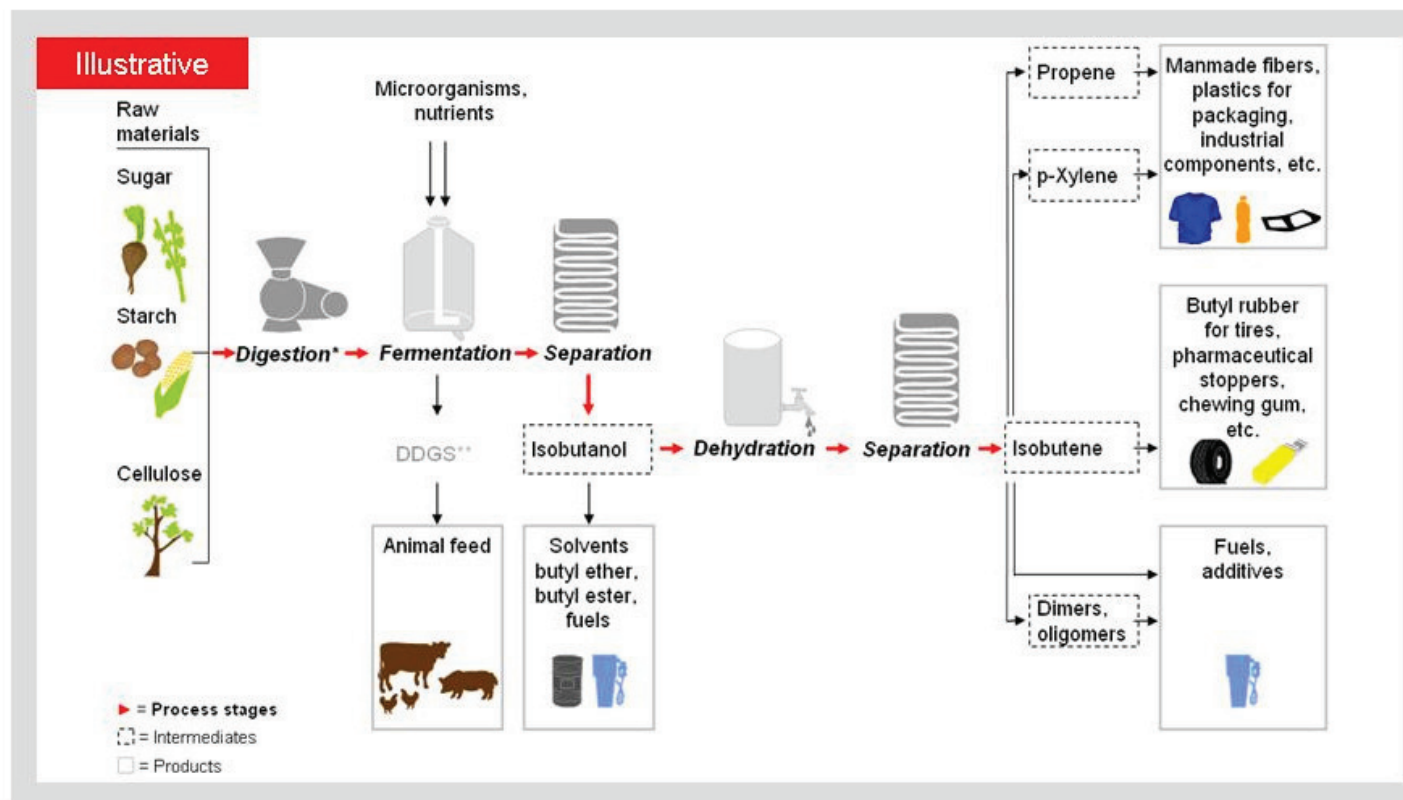 Illustrative
Raw
materials
Sugar
Starch
Cellulose
Microorganisms,
nutrients
Digestion*
Fermentation
Separation
DDGS**
Isobutanol
Dehydration
Separation
Isobutene
Animal feed
Solvents
butyl ether,
butyl ester,
fuels
Propene
p-Xylene
Manmade fibers,
plastics for
packaging,
industrial
components, etc.
Butyl rubber
for tires,
pharmaceutical
stoppers,
chewing gum,
etc.
Dimers,
oligomers
Fuels,
additives
= Process stages
= Intermediates
= Products